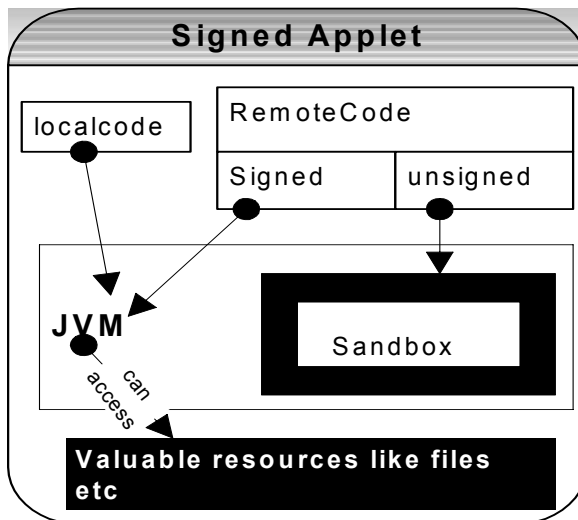 Signed Applet
localcode
RemoteCode
Signed
unsigned
JVM
Sandbox
can
access
Valuable resources like files
etc